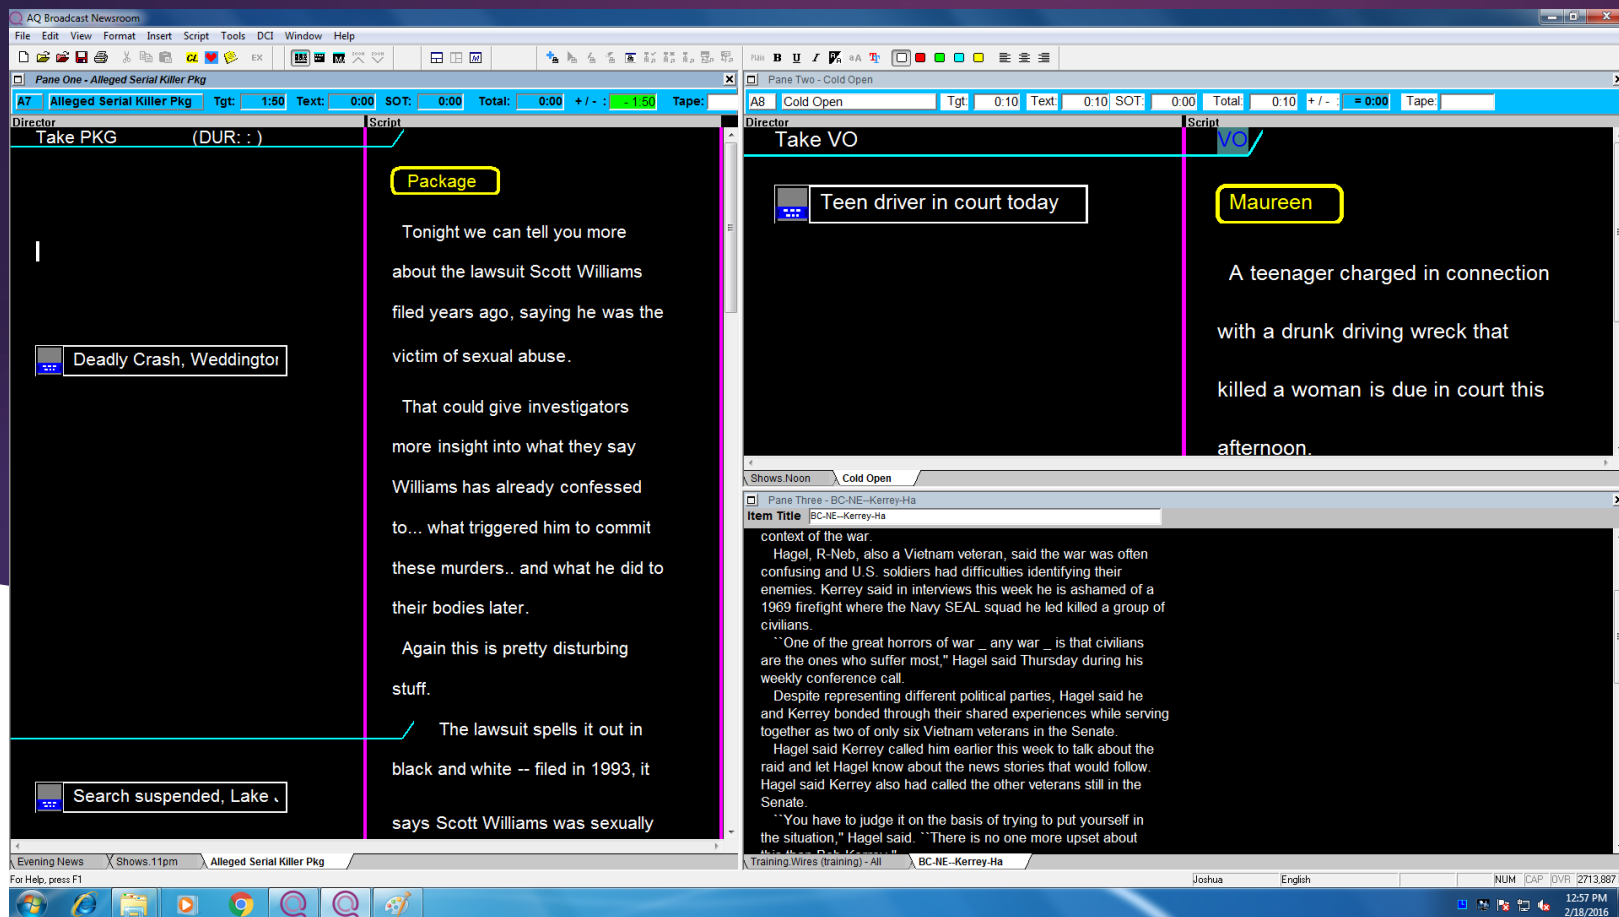 AQ Broadcast Newsroom
File Edit View Format Insert Script Tools DCI Window Help
CL EX M B U I aA Tt
Pane One - Alleged Serial Killer Pkg
A7 Alleged Serial Killer Pkg Tgt: 1:50 Text: 0:00 SOT: 0:00 Total: 0:00 + / - : - 1:50 Tape:
Director Script
Take PKG (DUR: : )
Package
Tonight we can tell you more
about the lawsuit Scott Williams
filed years ago, saying he was the
victim of sexual abuse.
Deadly Crash, Weddington
That could give investigators
more insight into what they say
Williams has already confessed
to... what triggered him to commit
these murders.. and what he did to
their bodies later.
Again this is pretty disturbing
stuff.
The lawsuit spells it out in
black and white -- filed in 1993, it
Search suspended, Lake
says Scott Williams was sexually
Evening News Shows.11pm Alleged Serial Killer Pkg
Pane Two - Cold Open
A8 Cold Open Tgt: 0:10 Text: 0:10 SOT: 0:00 Total: 0:10 + / - : = 0:00 Tape:
Director Script
Take VO VO
Teen driver in court today
Maureen
A teenager charged in connection
with a drunk driving wreck that
killed a woman is due in court this
afternoon.
Shows.Noon Cold Open
Pane Three - BC-NE--Kerrey-Ha
Item Title BC-NE--Kerrey-Ha
context of the war.
Hagel, R-Neb, also a Vietnam veteran, said the war was often
confusing and U.S. soldiers had difficulties identifying their
enemies. Kerrey said in interviews this week he is ashamed of a
1969 firefight where the Navy SEAL squad he led killed a group of
civilians.
``One of the great horrors of war _ any war _ is that civilians
are the ones who suffer most,'' Hagel said Thursday during his
weekly conference call.
Despite representing different political parties, Hagel said he
and Kerrey bonded through their shared experiences while serving
together as two of only six Vietnam veterans in the Senate.
Hagel said Kerrey called him earlier this week to talk about the
raid and let Hagel know about the news stories that would follow.
Hagel said Kerrey also had called the other veterans still in the
Senate.
``You have to judge it on the basis of trying to put yourself in
the situation,'' Hagel said. ``There is no one more upset about
this than Bob Kerrey.''
Training.Wires (training) - All BC-NE--Kerrey-Ha
For Help, press F1 Joshua English NUM CAP OVR 2713,887
12:57 PM
2/18/2016